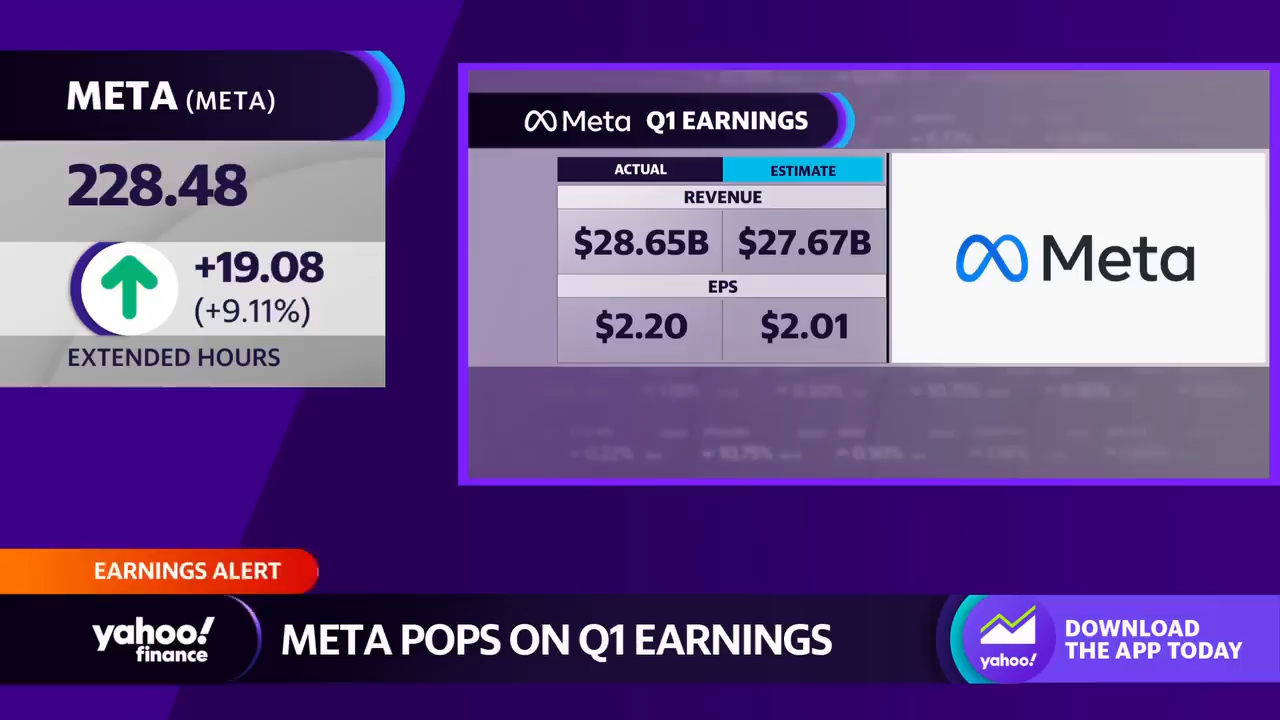 META (META)
228.48
+19.08
(+9.11%)
EXTENDED HOURS
Meta Q1 EARNINGS
ACTUAL ESTIMATE
REVENUE
$28.65B $27.67B
EPS
$2.20 $2.01
Meta
EARNINGS ALERT
yahoo!
finance
META POPS ON Q1 EARNINGS
yahoo!
DOWNLOAD
THE APP TODAY